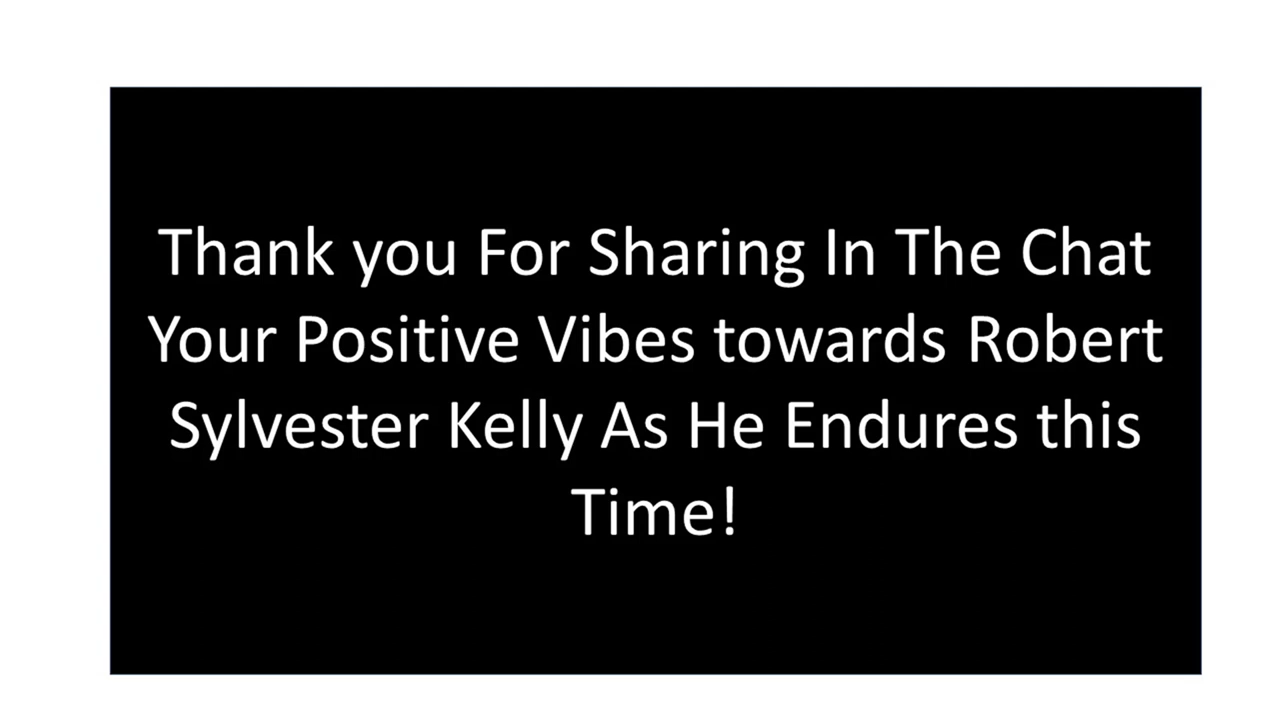 Thank you For Sharing In The Chat
Your Positive Vibes towards Robert
Sylvester Kelly As He Endures this
Time!